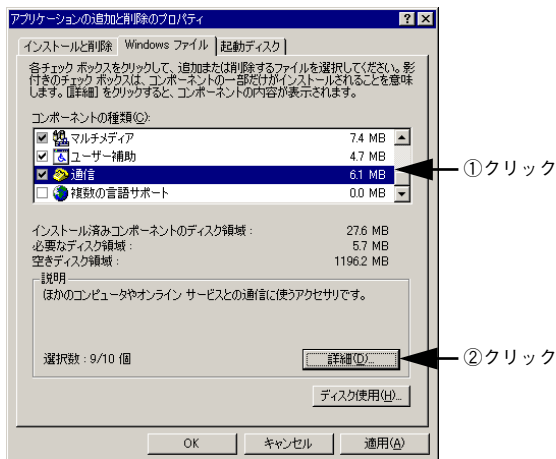 アプリケーションの追加と削除のプロパティ
インストールと削除 Windows ファイル 起動ディスク
各チェック ボックスをクリックして、追加または削除するファイルを選択してください。影
付きのチェック ボックスは、コンポーネントの一部だけがインストールされることを意味
します。[詳細] をクリックすると、コンポーネントの内容が表示されます。
コンポーネントの種類(C):
マルチメディア 7.4 MB
ユーザー補助 4.7 MB
通信 6.1 MB
複数の言語サポート 0.0 MB
①クリック
インストール済みコンポーネントのディスク領域 : 27.6 MB
必要なディスク領域 : 5.7 MB
空きディスク領域 : 1196.2 MB
説明
ほかのコンピュータやオンライン サービスとの通信に使うアクセサリです。
選択数 : 9/10 個 詳細(D)...
②クリック
ディスク使用(H)...
OK キャンセル 適用(A)